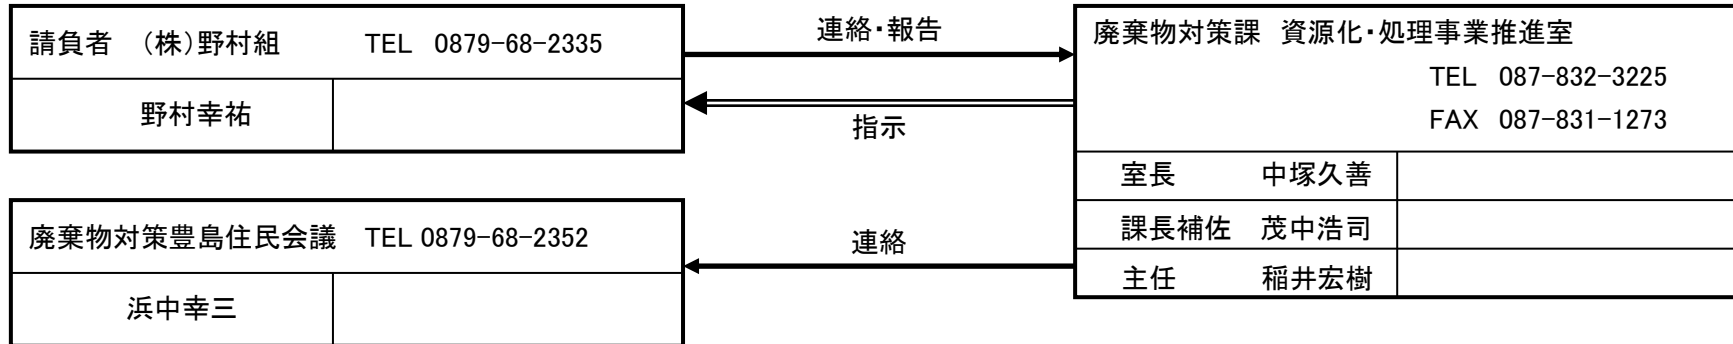 請負者 (株)野村組 TEL 0879-68-2335
野村幸祐
連絡・報告
指示
廃棄物対策課 資源化・処理事業推進室
TEL 087-832-3225
FAX 087-831-1273
室長 中塚久善
課長補佐 茂中浩司
主任 稲井宏樹
廃棄物対策豊島住民会議 TEL 0879-68-2352
浜中幸三
連絡